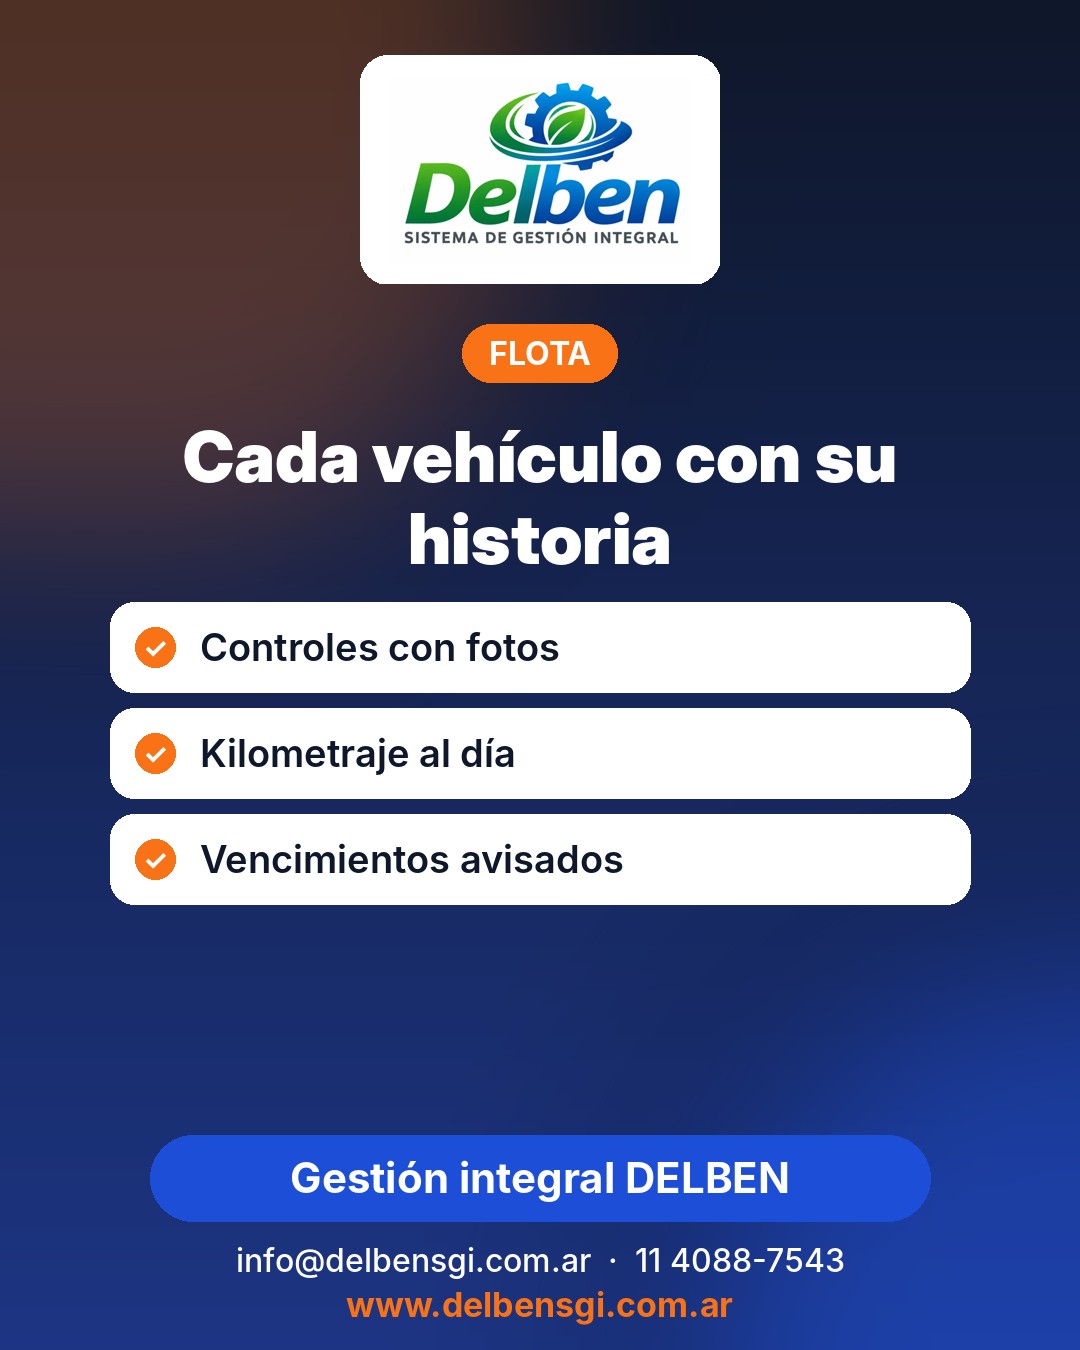 Delben
SISTEMA DE GESTIÓN INTEGRAL
FLOTA
Cada vehículo con su
historia
Controles con fotos
Kilometraje al día
Vencimientos avisados
Gestión integral DELBEN
info@delbensgi.com.ar · 11 4088-7543
www.delbensgi.com.ar